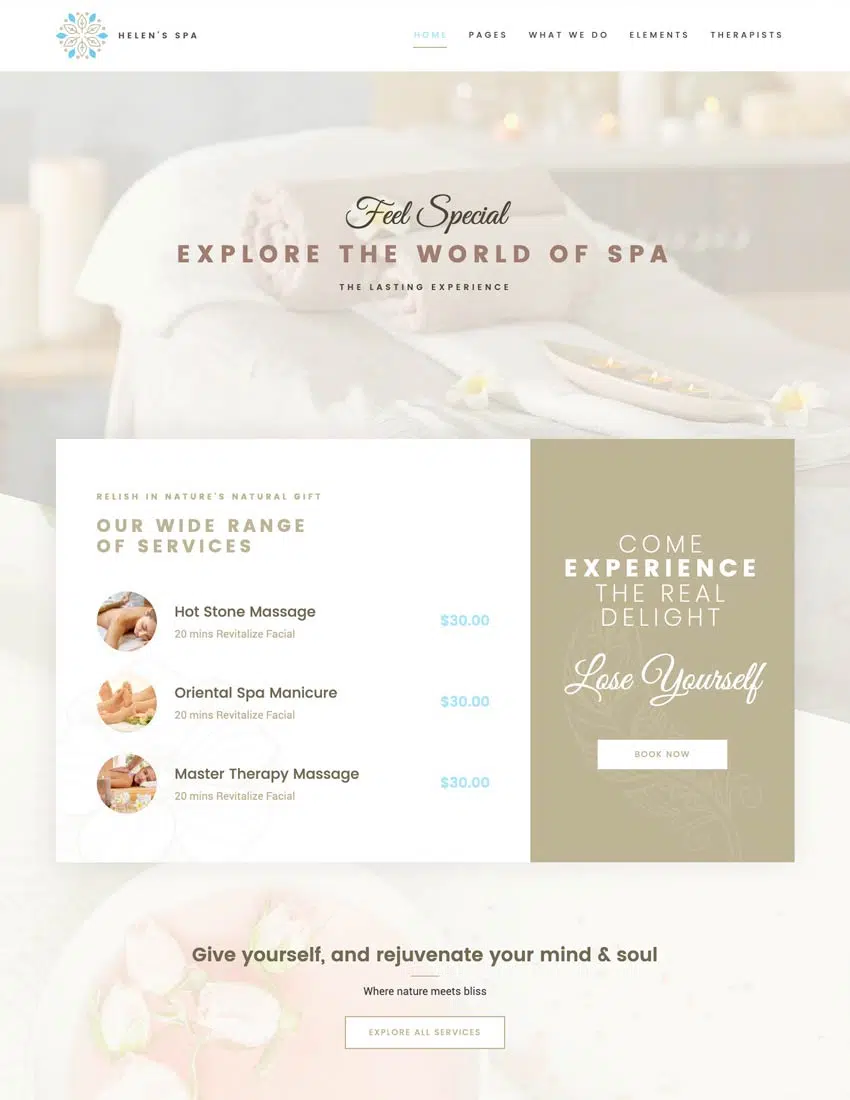 HELEN'S SPA
HOME PAGES WHAT WE DO ELEMENTS THERAPISTS
Feel Special
EXPLORE THE WORLD OF SPA
THE LASTING EXPERIENCE
RELISH IN NATURE'S NATURAL GIFT
OUR WIDE RANGE
OF SERVICES
Hot Stone Massage
20 mins Revitalize Facial
$30.00
Oriental Spa Manicure
20 mins Revitalize Facial
$30.00
Master Therapy Massage
20 mins Revitalize Facial
$30.00
COME
EXPERIENCE
THE REAL
DELIGHT
Lose Yourself
BOOK NOW
Give yourself, and rejuvenate your mind & soul
Where nature meets bliss
EXPLORE ALL SERVICES